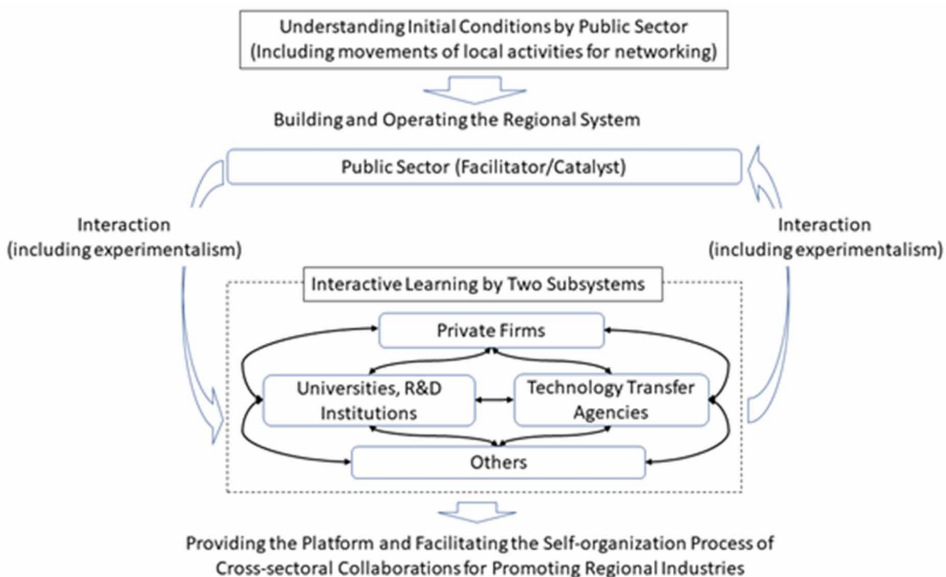 Understanding Initial Conditions by Public Sector
(Including movements of local activities for networking)
Building and Operating the Regional System
Public Sector (Facilitator/Catalyst)
Interaction
(including experimentalism)
Interaction
(including experimentalism)
Interactive Learning by Two Subsystems
Private Firms
Universities, R&D
Institutions
Technology Transfer
Agencies
Others
Providing the Platform and Facilitating the Self-organization Process of
Cross-sectoral Collaborations for Promoting Regional Industries